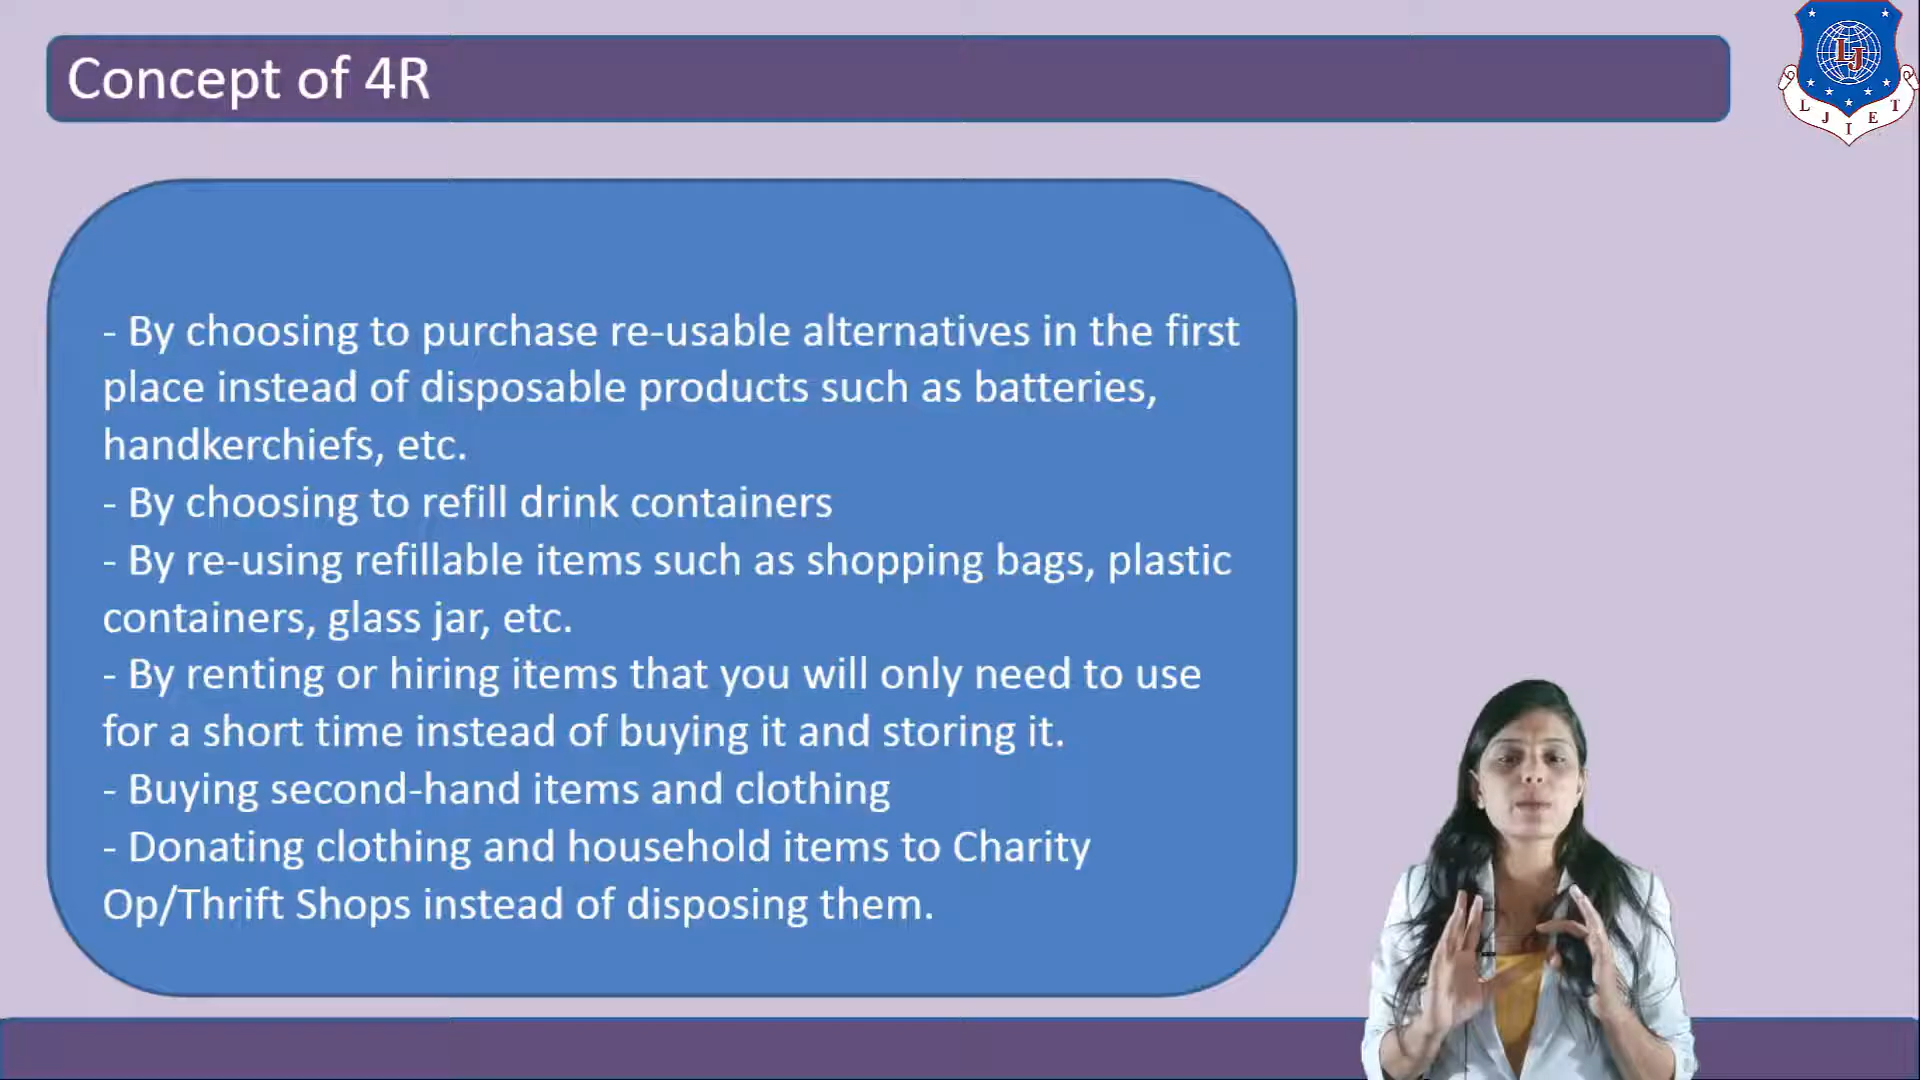 Concept of 4R
- By choosing to purchase re-usable alternatives in the first
place instead of disposable products such as batteries,
handkerchiefs, etc.
- By choosing to refill drink containers
- By re-using refillable items such as shopping bags, plastic
containers, glass jar, etc.
- By renting or hiring items that you will only need to use
for a short time instead of buying it and storing it.
- Buying second-hand items and clothing
- Donating clothing and household items to Charity
Op/Thrift Shops instead of disposing them.
LJ
L J I E T